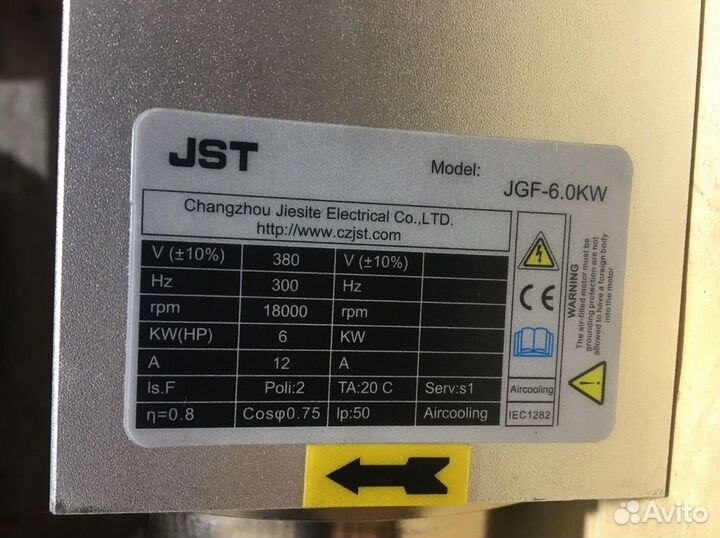 JST
Model: JGF-6.0KW
Changzhou Jiesite Electrical Co.,LTD.
http://www.czjst.com
V (±10%) 380 V (±10%)
Hz 300 Hz
rpm 18000 rpm
KW(HP) 6 KW
A 12 A
Is.F Poli:2 TA:20 C Serv:s1
η=0.8 Cosφ0.75 Ip:50 Aircooling
CE
Aircooling
IEC1282
WARNING
The air-filled motor must be
grounding protection are not
allowed to have a foreign body
into the motor
Avito